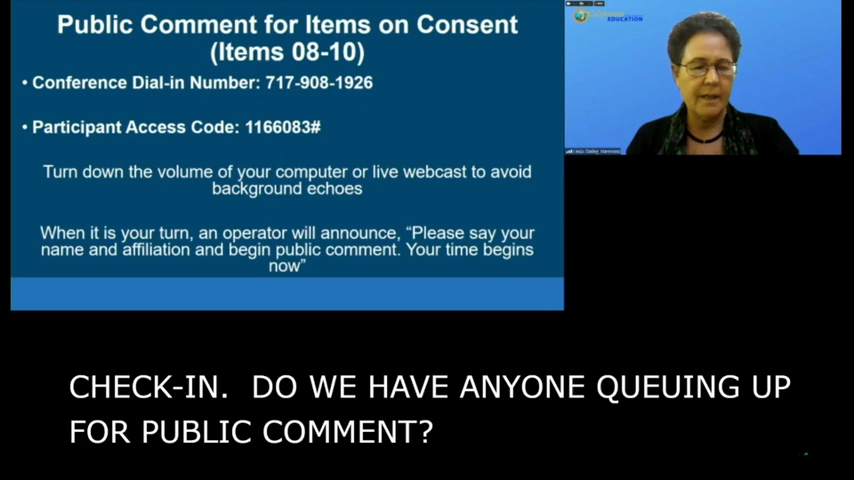 Public Comment for Items on Consent
(Items 08-10)
• Conference Dial-in Number: 717-908-1926
• Participant Access Code: 1166083#
Turn down the volume of your computer or live webcast to avoid
background echoes
When it is your turn, an operator will announce, “Please say your
name and affiliation and begin public comment. Your time begins
now”
EDUCATION
CHECK-IN.  DO WE HAVE ANYONE QUEUING UP
FOR PUBLIC COMMENT?